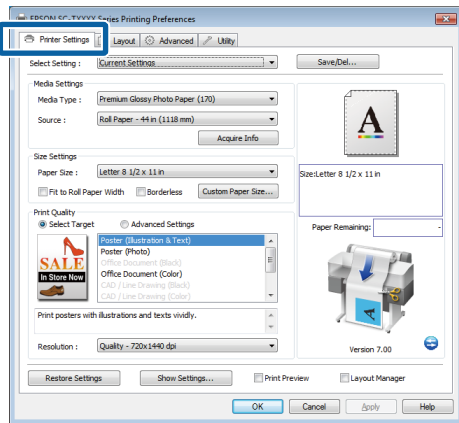 EPSON SC-TXXXX Series Printing Preferences
Printer Settings Layout Advanced Utility
Select Setting : Current Settings Save/Del...
Media Settings
Media Type : Premium Glossy Photo Paper (170)
Source : Roll Paper - 44 in (1118 mm)
Acquire Info
A
Size Settings
Paper Size : Letter 8 1/2 x 11 in
Size:Letter 8 1/2 x 11 in
Fit to Roll Paper Width Borderless Custom Paper Size...
Print Quality
Select Target Advanced Settings
Paper Remaining: -
SALE
In Store Now
Poster (Illustration & Text)
Poster (Photo)
Office Document (Black)
Office Document (Color)
CAD / Line Drawing (Black)
CAD / Line Drawing (Color)
A
Print posters with illustrations and texts vividly.
Resolution : Quality - 720x1440 dpi
Version 7.00
Restore Settings Show Settings... Print Preview Layout Manager
OK Cancel Apply Help